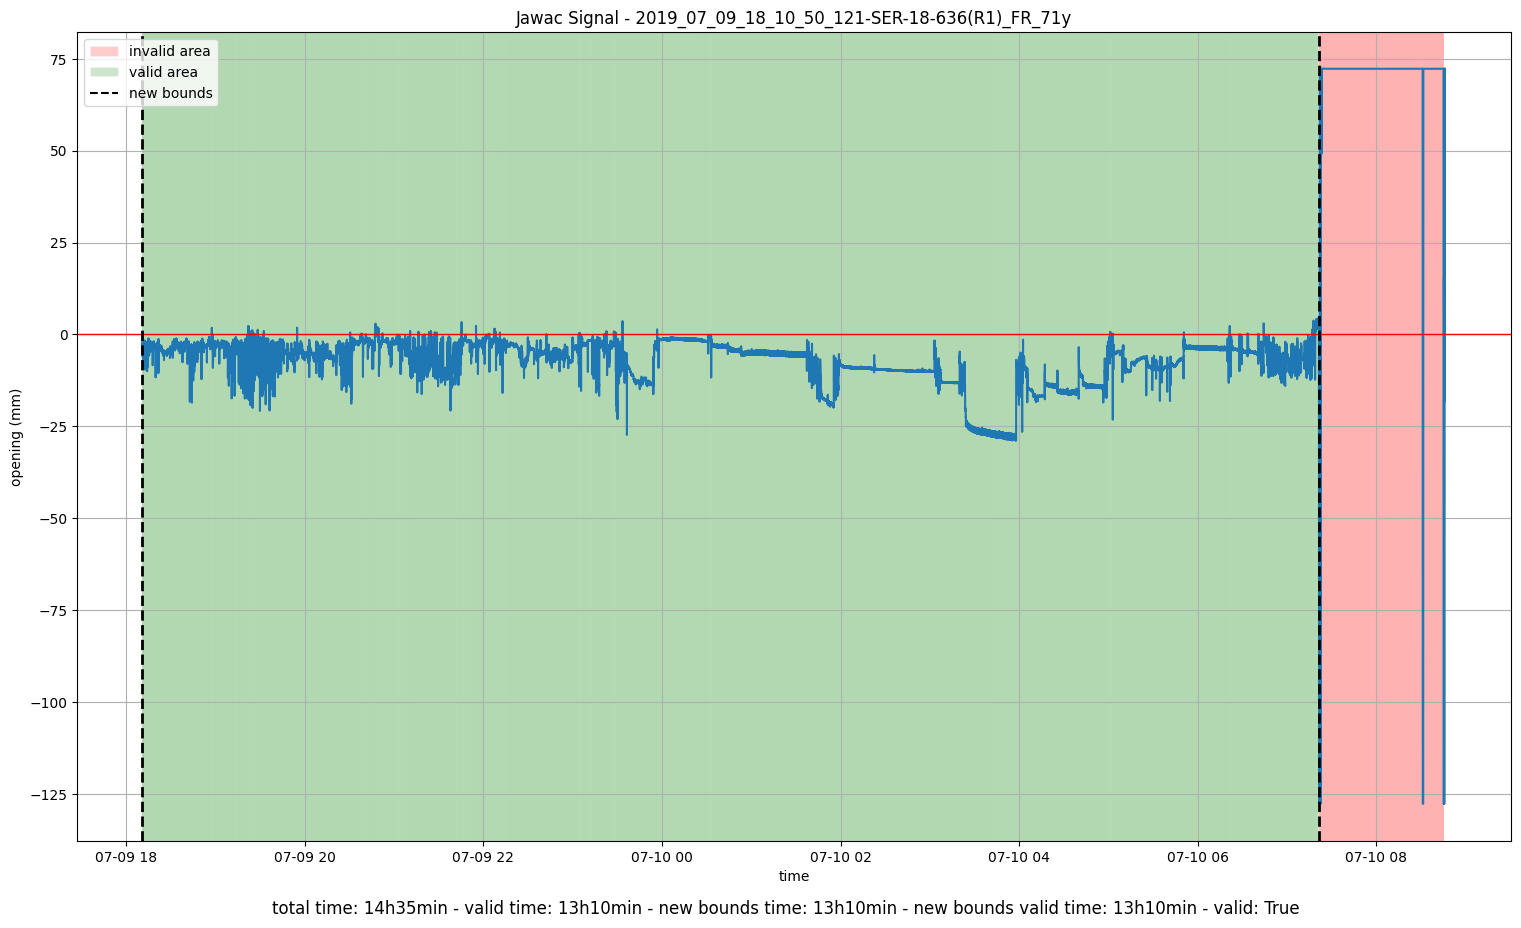 Jawac Signal - 2019_07_09_18_10_50_121-SER-18-636(R1)_FR_71y
invalid area
valid area
new bounds
75
50
25
0
−25
−50
−75
−100
−125
opening (mm)
07-09 18
07-09 20
07-09 22
07-10 00
07-10 02
07-10 04
07-10 06
07-10 08
time
total time: 14h35min - valid time: 13h10min - new bounds time: 13h10min - new bounds valid time: 13h10min - valid: True